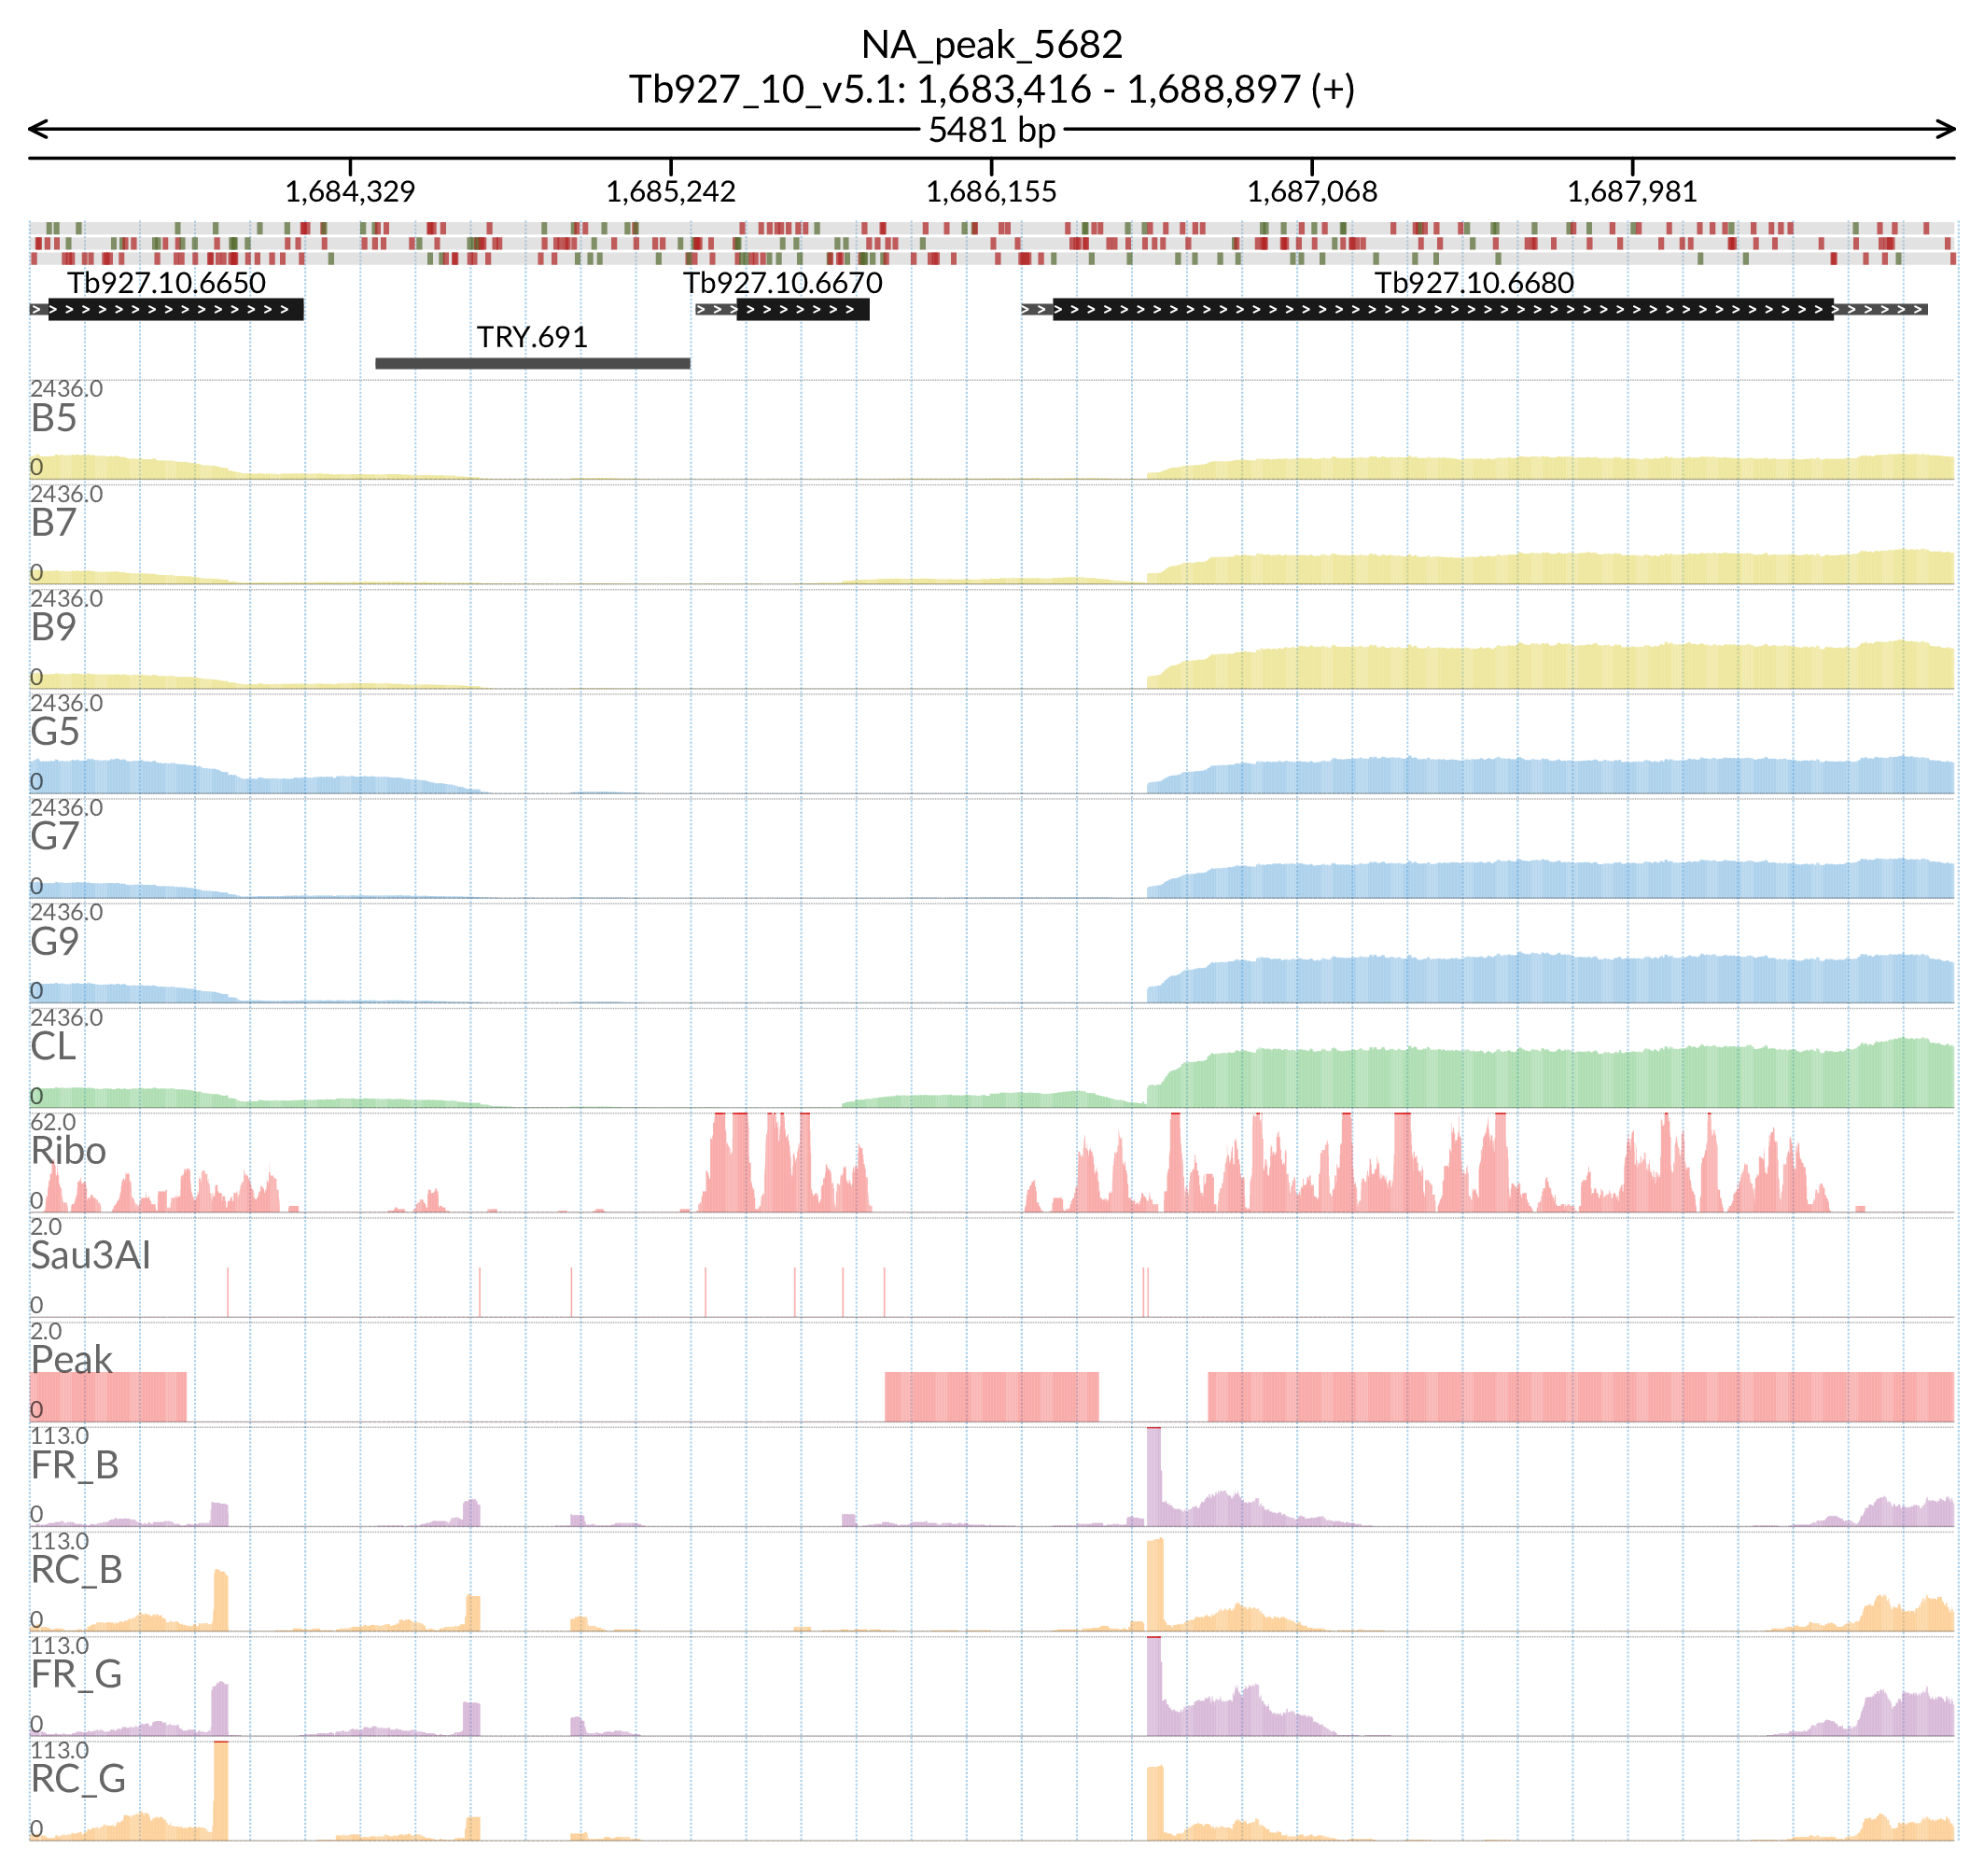 NA_peak_5682
Tb927_10_v5.1: 1,683,416 - 1,688,897 (+)
5481 bp
1,684,329 1,685,242 1,686,155 1,687,068 1,687,981
Tb927.10.6650 Tb927.10.6670 Tb927.10.6680
TRY.691
2436.0
B5
0
2436.0
B7
0
2436.0
B9
0
2436.0
G5
0
2436.0
G7
0
2436.0
G9
0
2436.0
CL
0
62.0
Ribo
0
2.0
Sau3AI
0
2.0
Peak
0
113.0
FR_B
0
113.0
RC_B
0
113.0
FR_G
0
113.0
RC_G
0